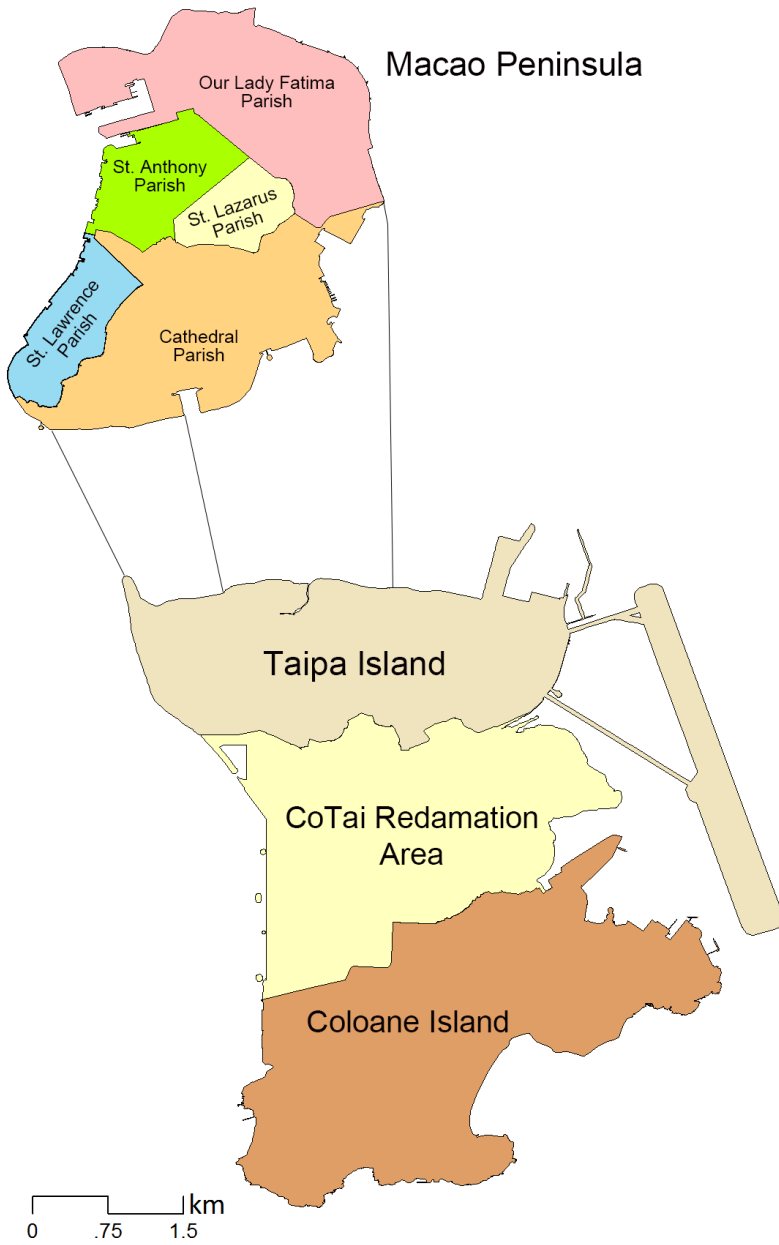 Macao Peninsula
Our Lady Fatima
Parish
St. Anthony
Parish
St. Lazarus
Parish
St. Lawrence
Parish
Cathedral
Parish
Taipa Island
CoTai Redamation
Area
Coloane Island
km
0 .75 1.5